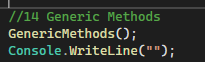 //14 Generic Methods
GenericMethods();
Console.WriteLine("");